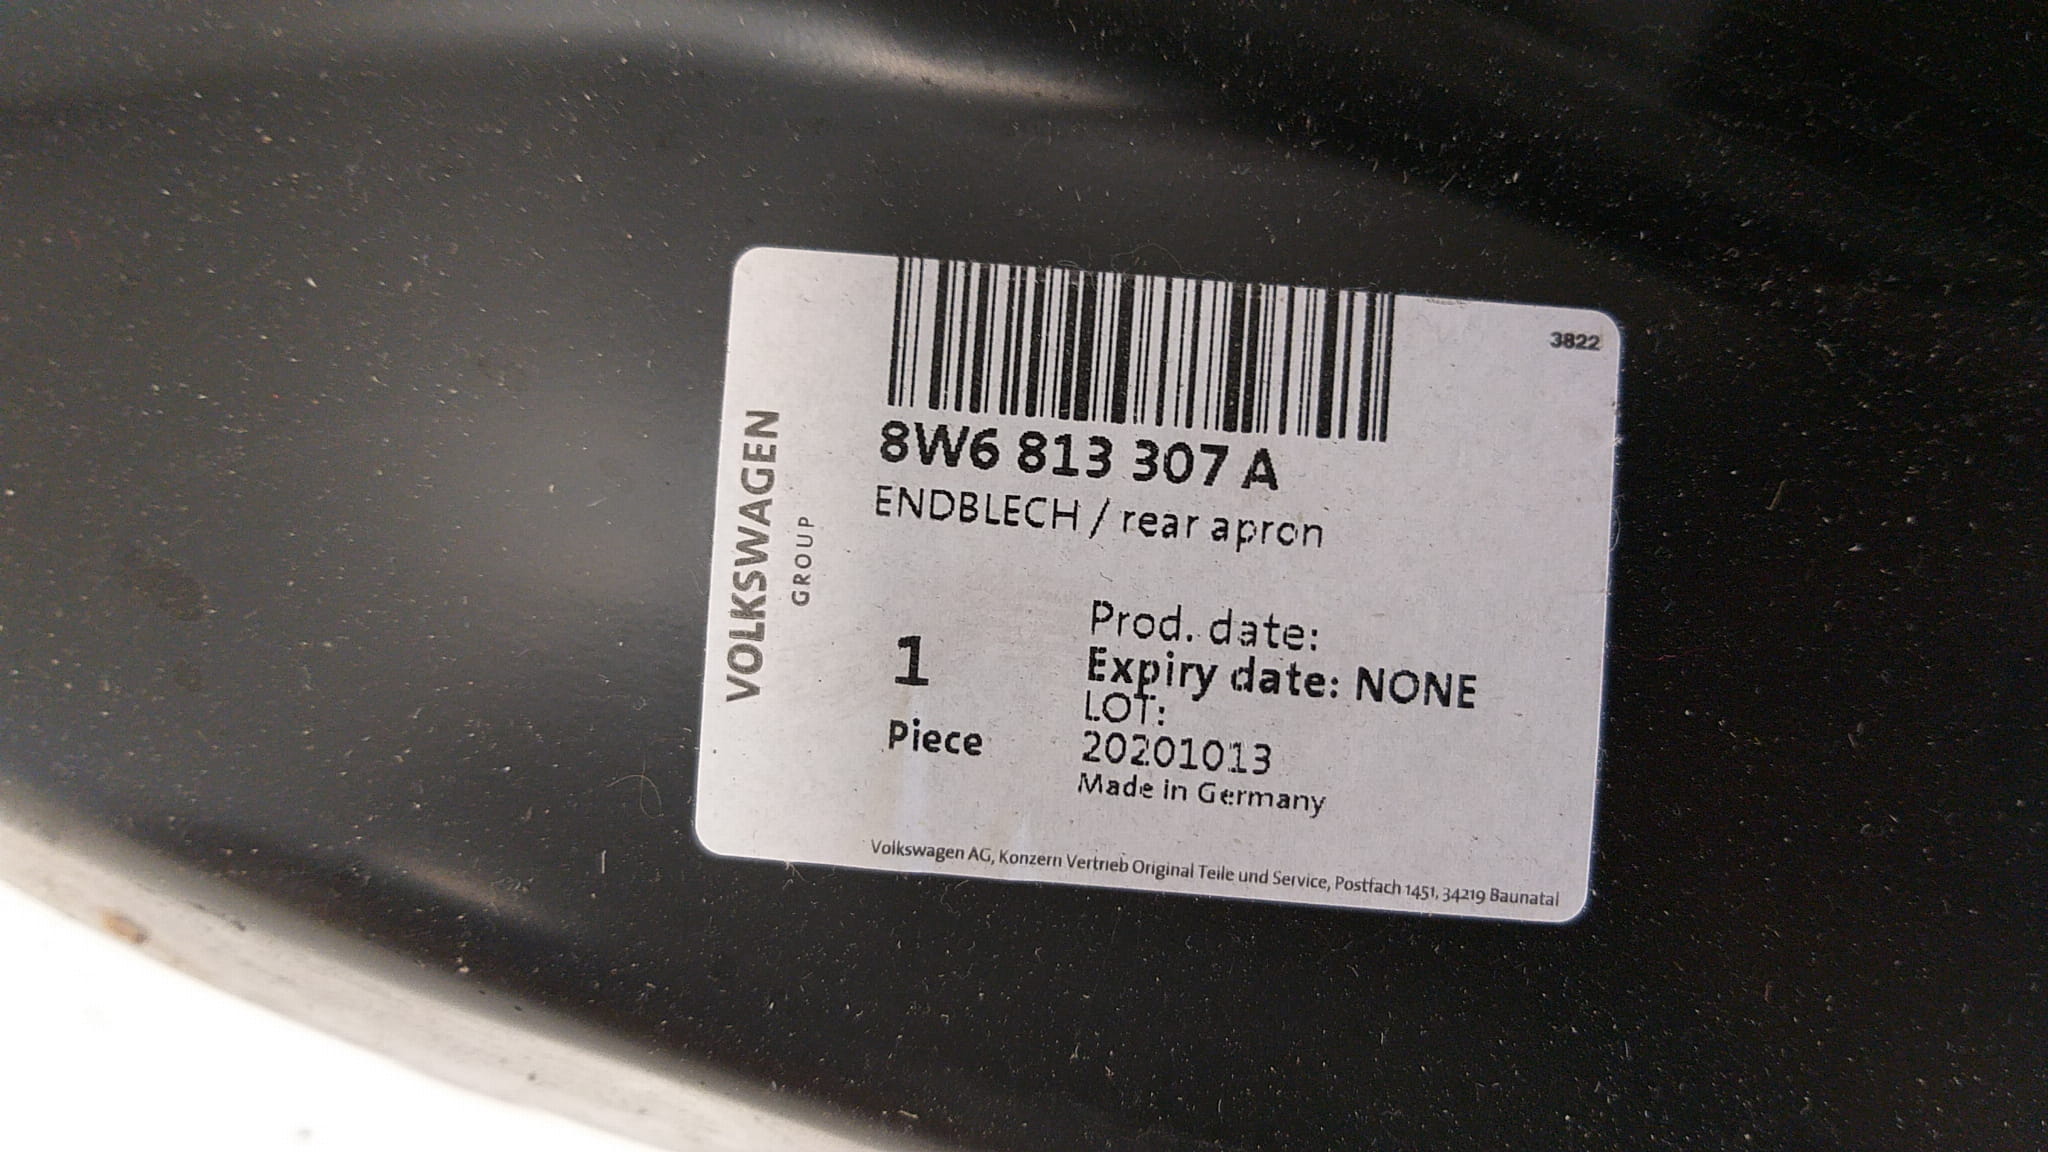 3822
8W6 813 307 A
ENDBLECH / rear apron
VOLKSWAGEN
GROUP
1
Piece
Prod. date:
Expiry date: NONE
LOT:
20201013
Made in Germany
Volkswagen AG, Konzern Vertrieb Original Teile und Service, Postfach 1451, 34219 Baunatal